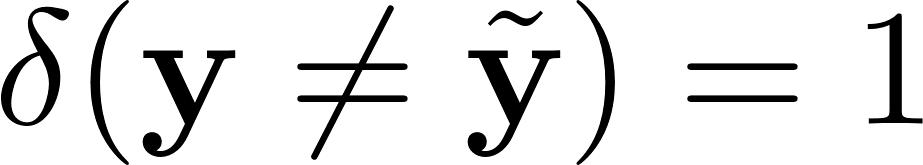 δ(𝐲 ≠ 𝐲̃) = 1